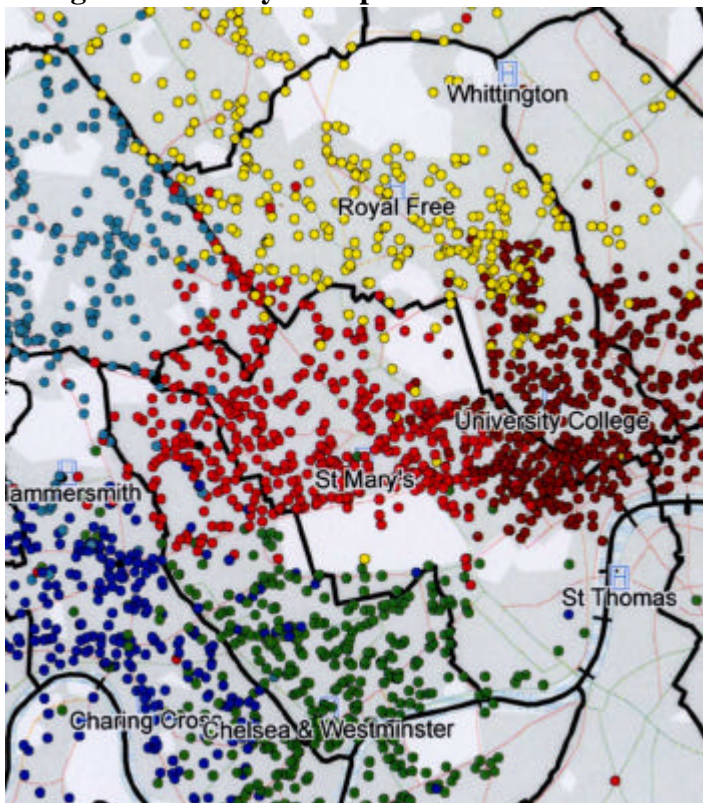 Whittington
Royal Free
University College
St Mary's
ammersmith
St Thomas
Charing Cross
Chelsea & Westminster